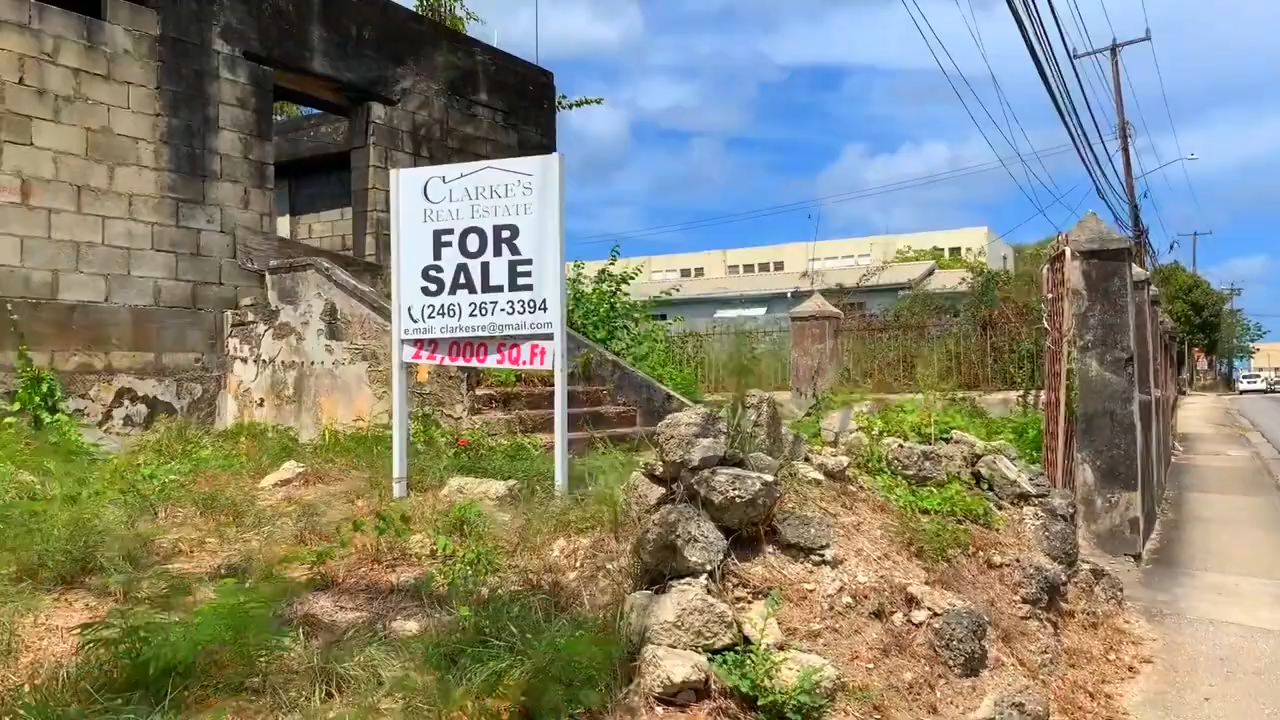 CLARKE'S
REAL ESTATE
FOR
SALE
(246) 267-3394
e.mail: clarkesre@gmail.com
22,000 SQ.Ft